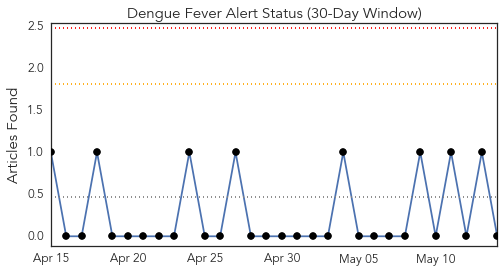 Dengue Fever Alert Status (30-Day Window)
Articles Found
2.5
2.0
1.5
1.0
0.5
0.0
Apr 15
Apr 20
Apr 25
Apr 30
May 05
May 10